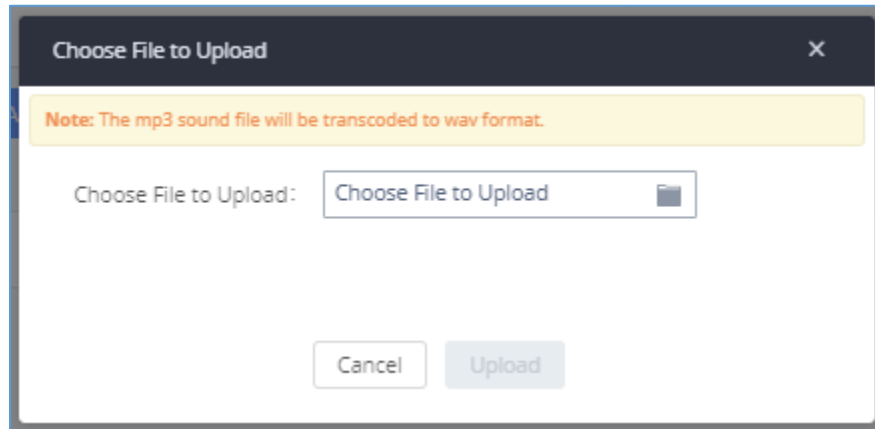 Choose File to Upload
Note: The mp3 sound file will be transcoded to wav format.
Choose File to Upload: Choose File to Upload
Cancel Upload